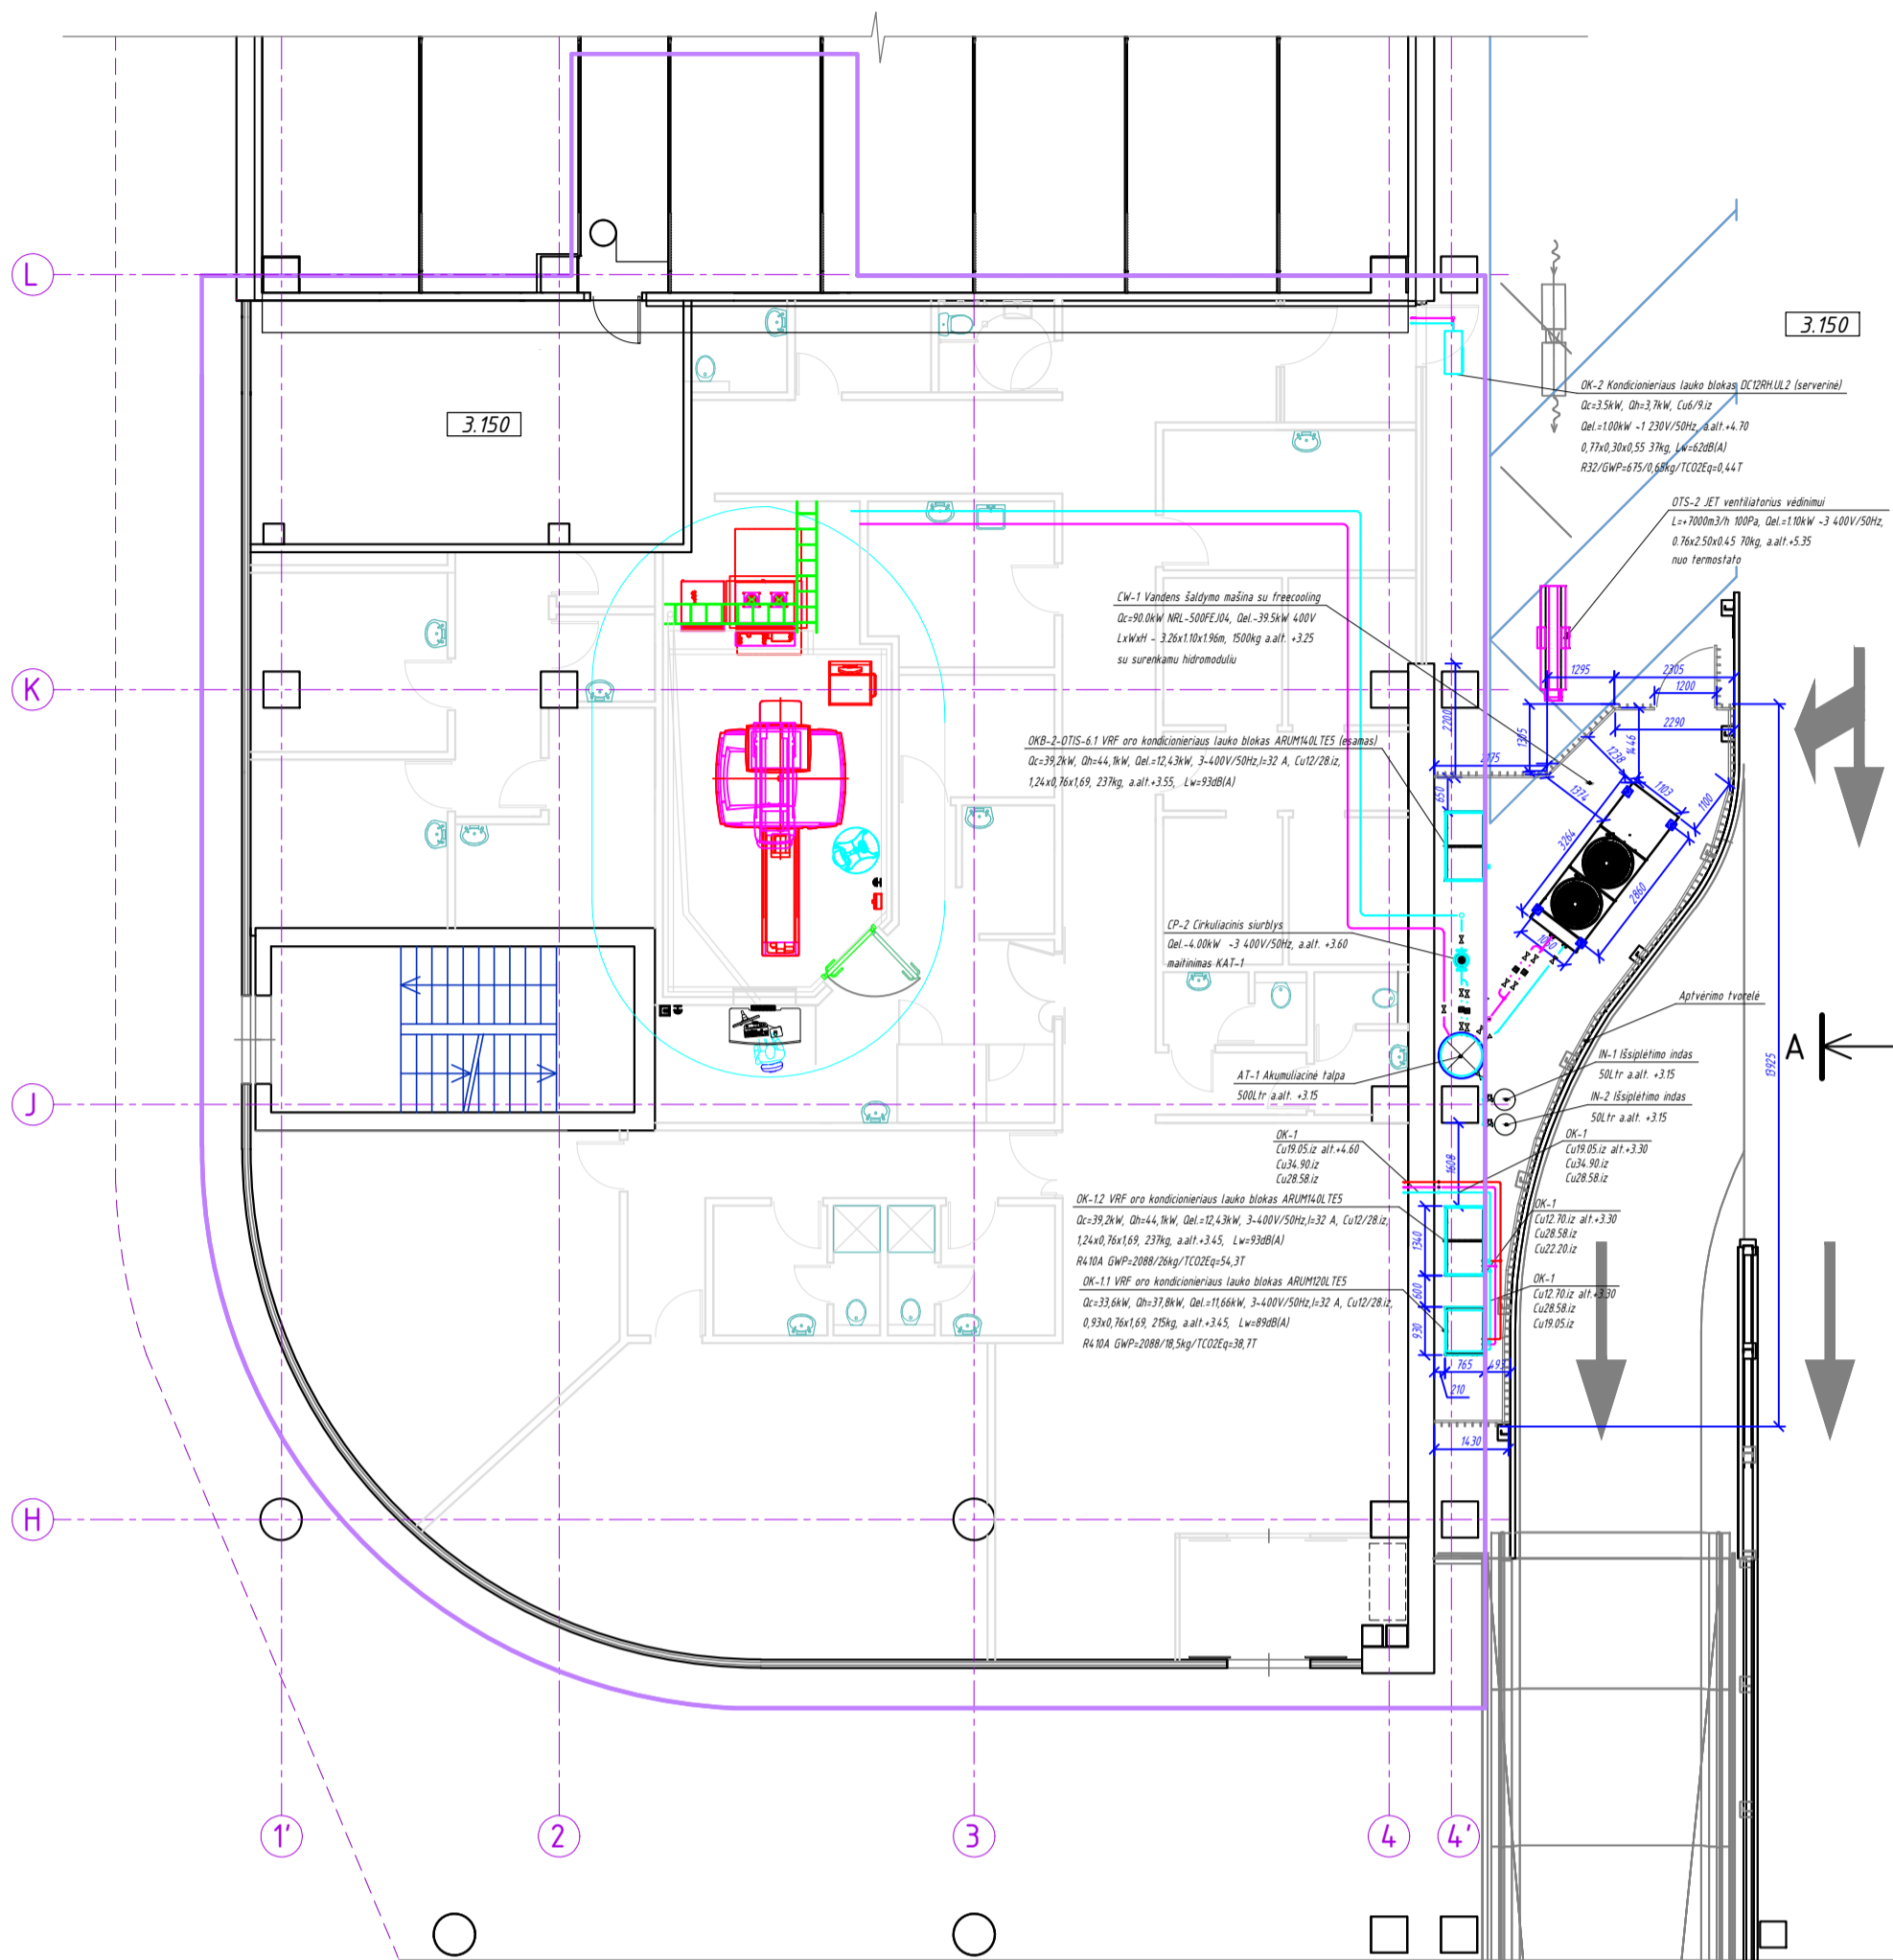 L
3.150
3.150
OK-2 Kondicionieriaus lauko blokas DC12RH.UL2 (serverinė)
Qc=3.5kW, Qh=3,7kW, Cu6/9.iz
Qel.=1.00kW ~1 230V/50Hz, a.alt.+4.70
0,77x0,30x0,55 37kg, Lw=62dB(A)
R32/GWP=675/0,65kg/TCO2Eq=0,44T
OTS-2 JET ventiliatorius vėdinimui
L=+7000m3/h 100Pa, Qel.=1.10kW ~3 400V/50Hz,
0.76x2.50x0.45 70kg, a.alt.+5.35
nuo termostato
CW-1 Vandens šaldymo mašina su freecooling
Qc=90.0kW NRL-500FEJ04, Qel.-39.5kW 400V
LxWxH - 3.26x1.10x1.96m, 1500kg a.alt. +3.25
su surenkamu hidromoduliu
K
1295
2305
1200
2290
2200
1305
1446
1238
2175
OKB-2-OTIS-6.1 VRF oro kondicionieriaus lauko blokas ARUM140LTE5 (esamas)
Qc=39,2kW, Qh=44,1kW, Qel.=12,43kW, 3~400V/50Hz,I=32 A, Cu12/28.iz,
1,24x0,76x1,69, 237kg, a.alt.+3.55, Lw=93dB(A)
650
1374
1103
1100
3264
2860
CP-2 Cirkuliacinis siurblys
Qel.-4.00kW ~3 400V/50Hz, a.alt. +3.60
maitinimas KAT-1
Aptvėrimo tvorelė
A
13925
IN-1 Išsiplėtimo indas
50Ltr a.alt. +3.15
AT-1 Akumuliacinė talpa
500Ltr a.alt. +3.15
IN-2 Išsiplėtimo indas
50Ltr a.alt. +3.15
J
OK-1
Cu19.05.iz alt.+4.60
Cu34.90.iz
Cu28.58.iz
1608
OK-1
Cu19.05.iz alt.+3.30
Cu34.90.iz
Cu28.58.iz
OK-1.2 VRF oro kondicionieriaus lauko blokas ARUM140LTE5
Qc=39,2kW, Qh=44,1kW, Qel.=12,43kW, 3~400V/50Hz,I=32 A, Cu12/28.iz,
1,24x0,76x1,69, 237kg, a.alt.+3.45, Lw=93dB(A)
R410A GWP=2088/26kg/TCO2Eq=54,3T
1340
OK-1
Cu12.70.iz alt.+3.30
Cu28.58.iz
Cu22.20.iz
OK-1.1 VRF oro kondicionieriaus lauko blokas ARUM120LTE5
Qc=33,6kW, Qh=37,8kW, Qel.=11,66kW, 3~400V/50Hz,I=32 A, Cu12/28.iz,
0,93x0,76x1,69, 215kg, a.alt.+3.45, Lw=89dB(A)
R410A GWP=2088/18,5kg/TCO2Eq=38,7T
600
930
OK-1
Cu12.70.iz alt.+3.30
Cu28.58.iz
Cu19.05.iz
765
495
210
1430
H
1'
2
3
4
4'